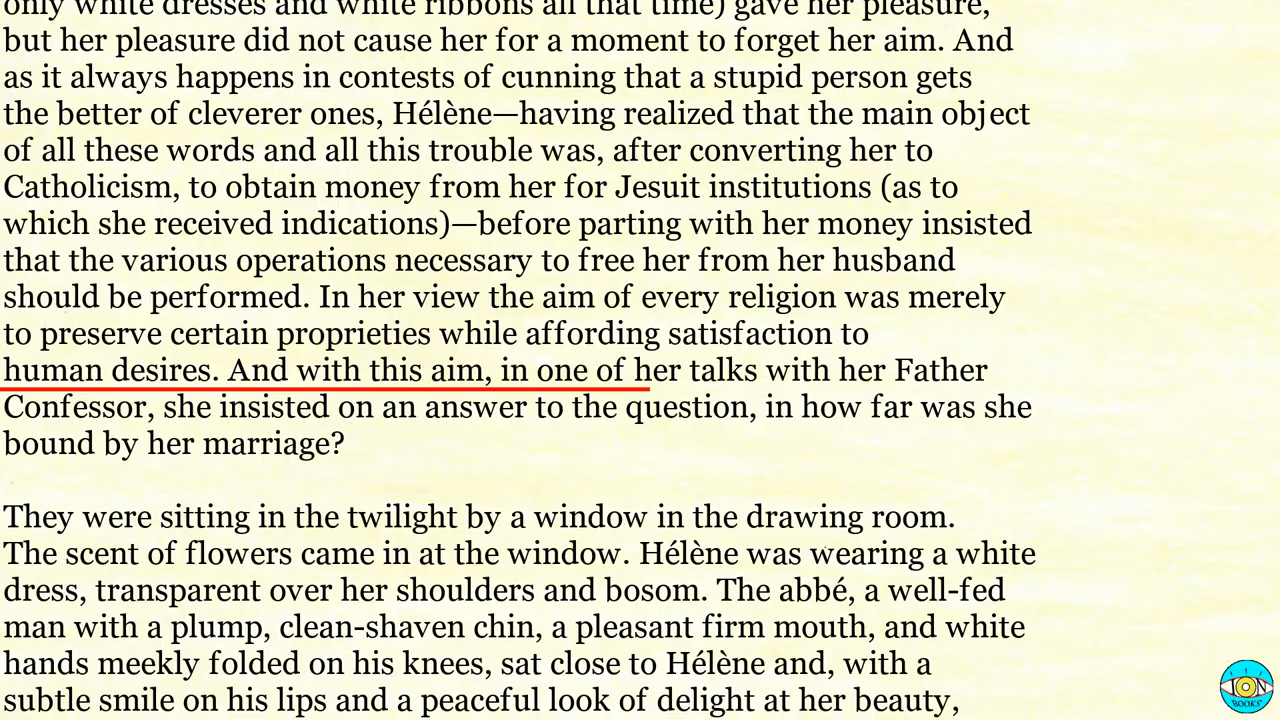 only white dresses and white ribbons all that time) gave her pleasure,
but her pleasure did not cause her for a moment to forget her aim. And
as it always happens in contests of cunning that a stupid person gets
the better of cleverer ones, Hélène—having realized that the main object
of all these words and all this trouble was, after converting her to
Catholicism, to obtain money from her for Jesuit institutions (as to
which she received indications)—before parting with her money insisted
that the various operations necessary to free her from her husband
should be performed. In her view the aim of every religion was merely
to preserve certain proprieties while affording satisfaction to
human desires. And with this aim, in one of her talks with her Father
Confessor, she insisted on an answer to the question, in how far was she
bound by her marriage?
They were sitting in the twilight by a window in the drawing room.
The scent of flowers came in at the window. Hélène was wearing a white
dress, transparent over her shoulders and bosom. The abbé, a well-fed
man with a plump, clean-shaven chin, a pleasant firm mouth, and white
hands meekly folded on his knees, sat close to Hélène and, with a
subtle smile on his lips and a peaceful look of delight at her beauty,
ION
BOOKS